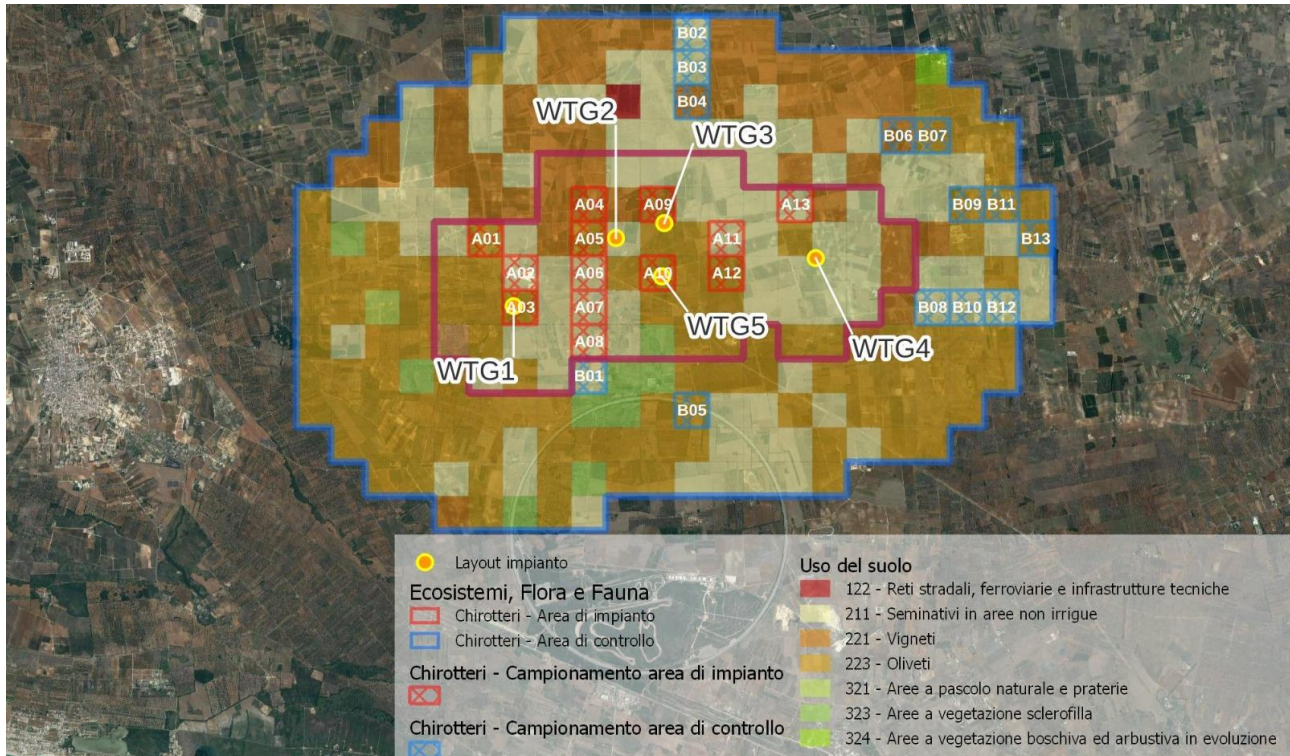 B02
B03
B04
WTG2
WTG3
B06 B07
A04 A09 A13 B09 B11
A01 A05 A11 B13
A02 A06 A10 A12
A03 A07 B08 B10 B12
WTG5
A08 WTG4
WTG1
B01
B05
Layout impianto
Ecosistemi, Flora e Fauna
Chirotteri - Area di impianto
Chirotteri - Area di controllo
Chirotteri - Campionamento area di impianto
Chirotteri - Campionamento area di controllo
Uso del suolo
122 - Reti stradali, ferroviarie e infrastrutture tecniche
211 - Seminativi in aree non irrigue
221 - Vigneti
223 - Oliveti
321 - Aree a pascolo naturale e praterie
323 - Aree a vegetazione sclerofilla
324 - Aree a vegetazione boschiva ed arbustiva in evoluzione